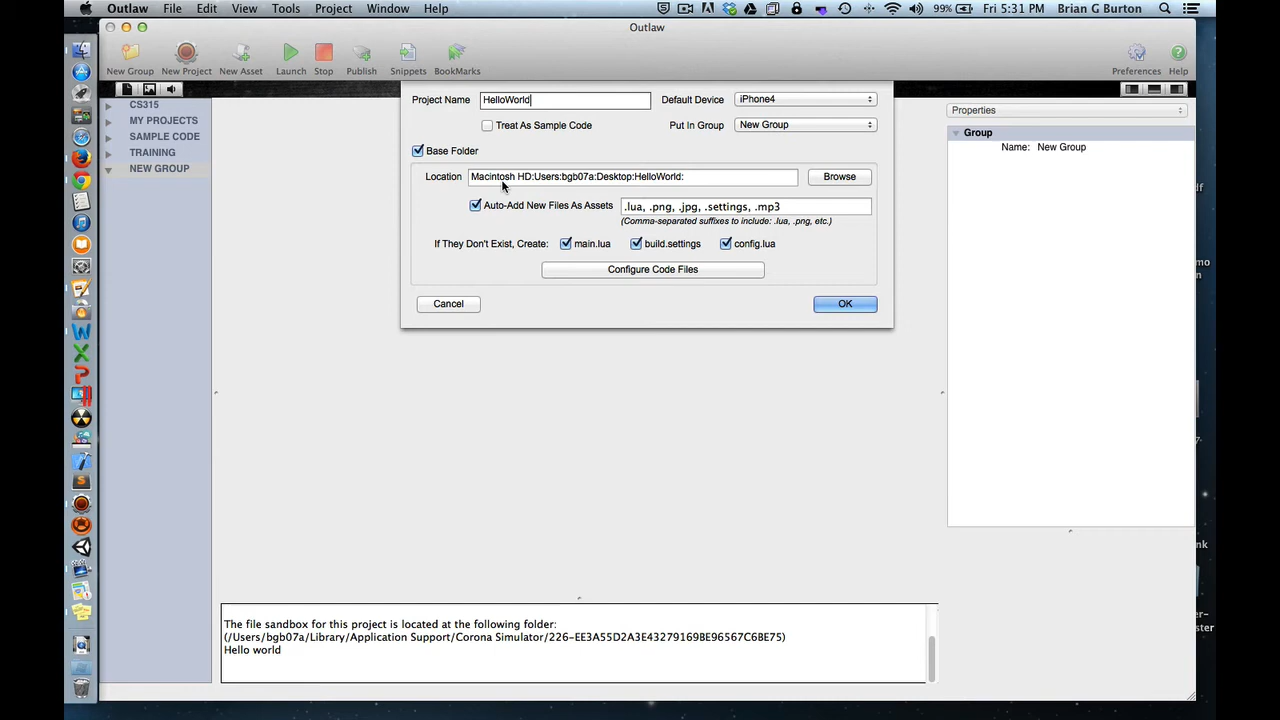 Outlaw File Edit View Tools Project Window Help 99% Fri 5:31 PM Brian G Burton
Outlaw
New Group New Project New Asset Launch Stop Publish Snippets BookMarks Preferences Help
Project Name HelloWorld Default Device iPhone4
Treat As Sample Code Put In Group New Group
Base Folder
Location Macintosh HD:Users:bgb07a:Desktop:HelloWorld: Browse
Auto-Add New Files As Assets .lua, .png, .jpg, .settings, .mp3
(Comma-separated suffixes to include: .lua, .png, etc.)
If They Don't Exist, Create: main.lua build.settings config.lua
Configure Code Files
Cancel OK
CS315
MY PROJECTS
SAMPLE CODE
TRAINING
NEW GROUP
Properties
Group
Name: New Group
The file sandbox for this project is located at the following folder:
(/Users/bgb07a/Library/Application Support/Corona Simulator/226-EE3A55D2A3E43279169BE96567C6BE75)
Hello world